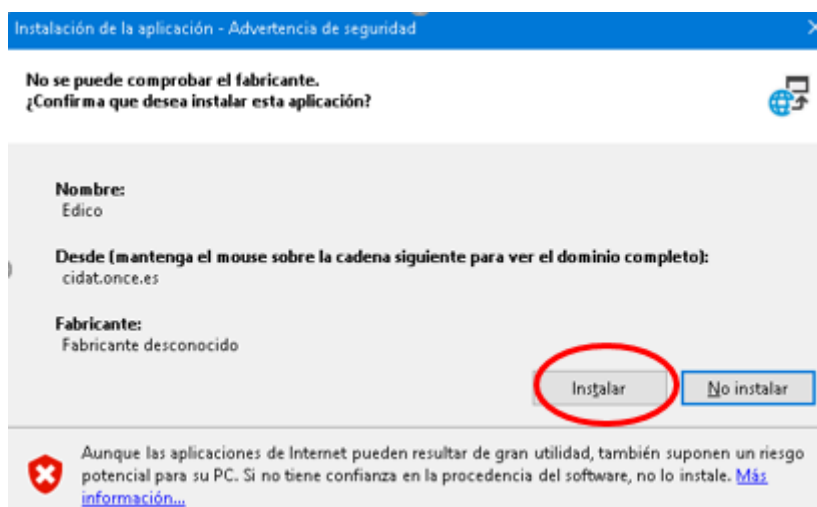 Instalación de la aplicación - Advertencia de seguridad
No se puede comprobar el fabricante.
¿Confirma que desea instalar esta aplicación?
Nombre:
Edico
Desde (mantenga el mouse sobre la cadena siguiente para ver el dominio completo):
cidat.once.es
Fabricante:
Fabricante desconocido
Instalar
No instalar
Aunque las aplicaciones de Internet pueden resultar de gran utilidad, también suponen un riesgo
potencial para su PC. Si no tiene confianza en la procedencia del software, no lo instale. Más
información...